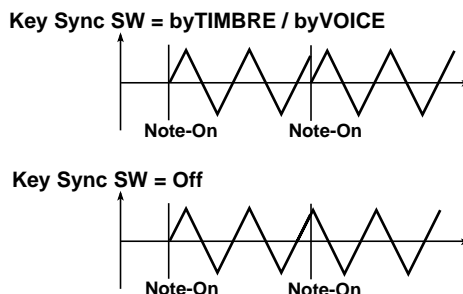 Key Sync SW = byTIMBRE / byVOICE
Note-On Note-On
Key Sync SW = Off
Note-On Note-On